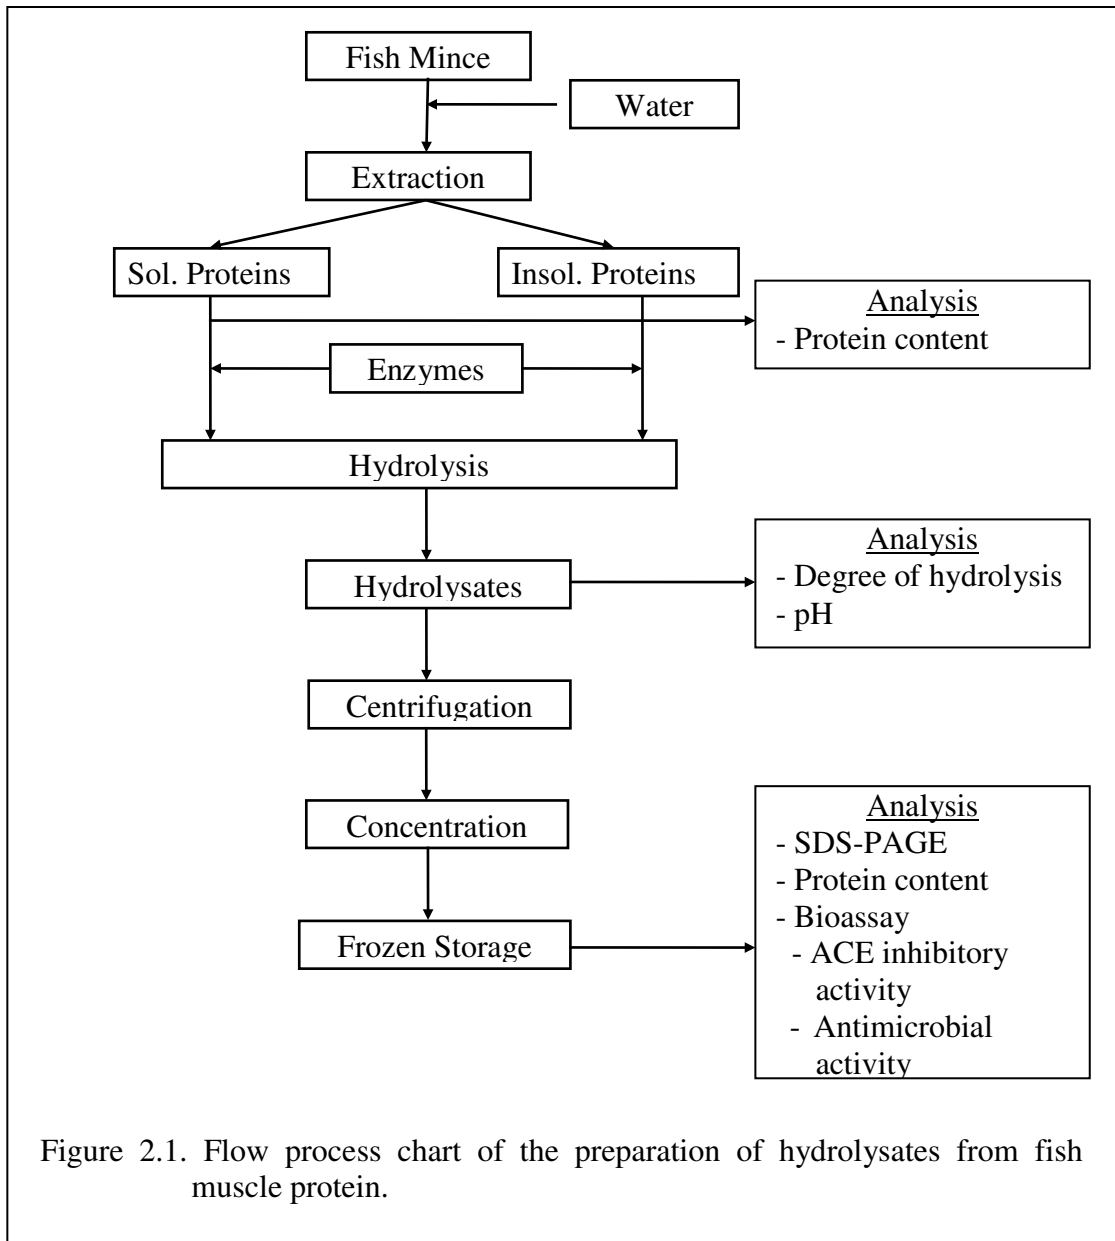 Fish Mince
Water
Extraction
Sol. Proteins
Insol. Proteins
Analysis
- Protein content
Enzymes
Hydrolysis
Hydrolysates
Analysis
- Degree of hydrolysis
- pH
Centrifugation
Concentration
Frozen Storage
Analysis
- SDS-PAGE
- Protein content
- Bioassay
- ACE inhibitory
activity
- Antimicrobial
activity
Figure 2.1. Flow process chart of the preparation of hydrolysates from fish
muscle protein.